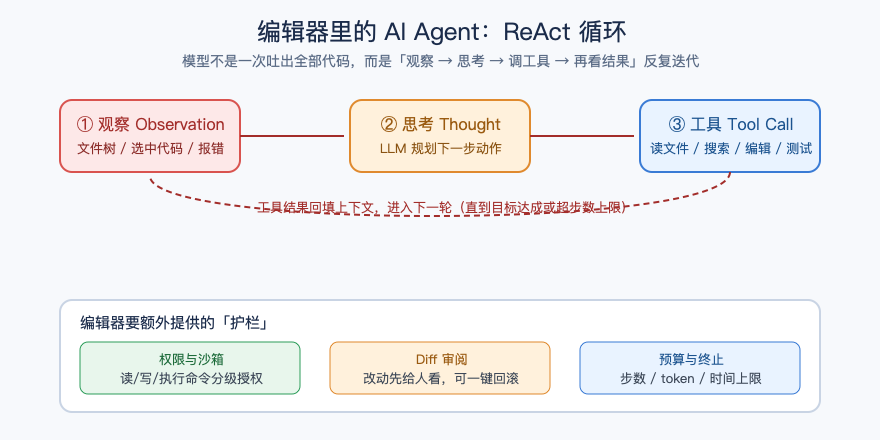 编辑器里的 AI Agent：ReAct 循环
模型不是一次吐出全部代码，而是「观察 → 思考 → 调工具 → 再看结果」反复迭代
① 观察 Observation
文件树 / 选中代码 / 报错
② 思考 Thought
LLM 规划下一步动作
③ 工具 Tool Call
读文件 / 搜索 / 编辑 / 测试
工具结果回填上下文，进入下一轮（直到目标达成或超步数上限）
编辑器要额外提供的「护栏」
权限与沙箱
读/写/执行命令分级授权
Diff 审阅
改动先给人看，可一键回滚
预算与终止
步数 / token / 时间上限